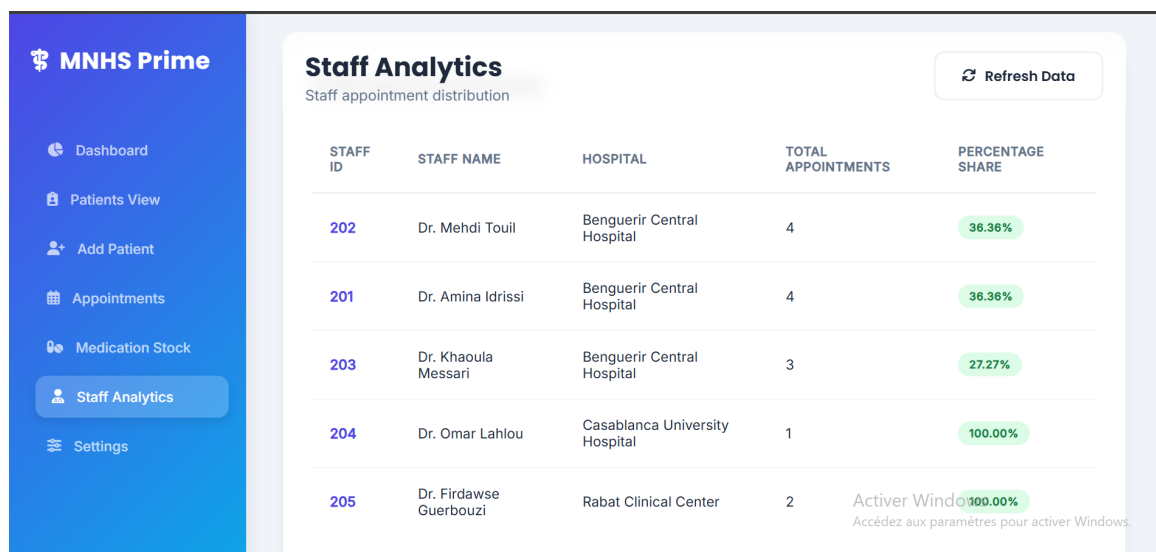 MNHS Prime
Dashboard
Patients View
Add Patient
Appointments
Medication Stock
Staff Analytics
Settings
Staff Analytics
Staff appointment distribution
Refresh Data
STAFF ID
STAFF NAME
HOSPITAL
TOTAL APPOINTMENTS
PERCENTAGE SHARE
202
Dr. Mehdi Touil
Benguerir Central
Hospital
4
36.36%
201
Dr. Amina Idrissi
Benguerir Central
Hospital
4
36.36%
203
Dr. Khaoula
Messari
Benguerir Central
Hospital
3
27.27%
204
Dr. Omar Lahlou
Casablanca University
Hospital
1
100.00%
205
Dr. Firdawse
Guerbouzi
Rabat Clinical Center
2
100.00%
Activer Windows
Accédez aux paramètres pour activer Windows.